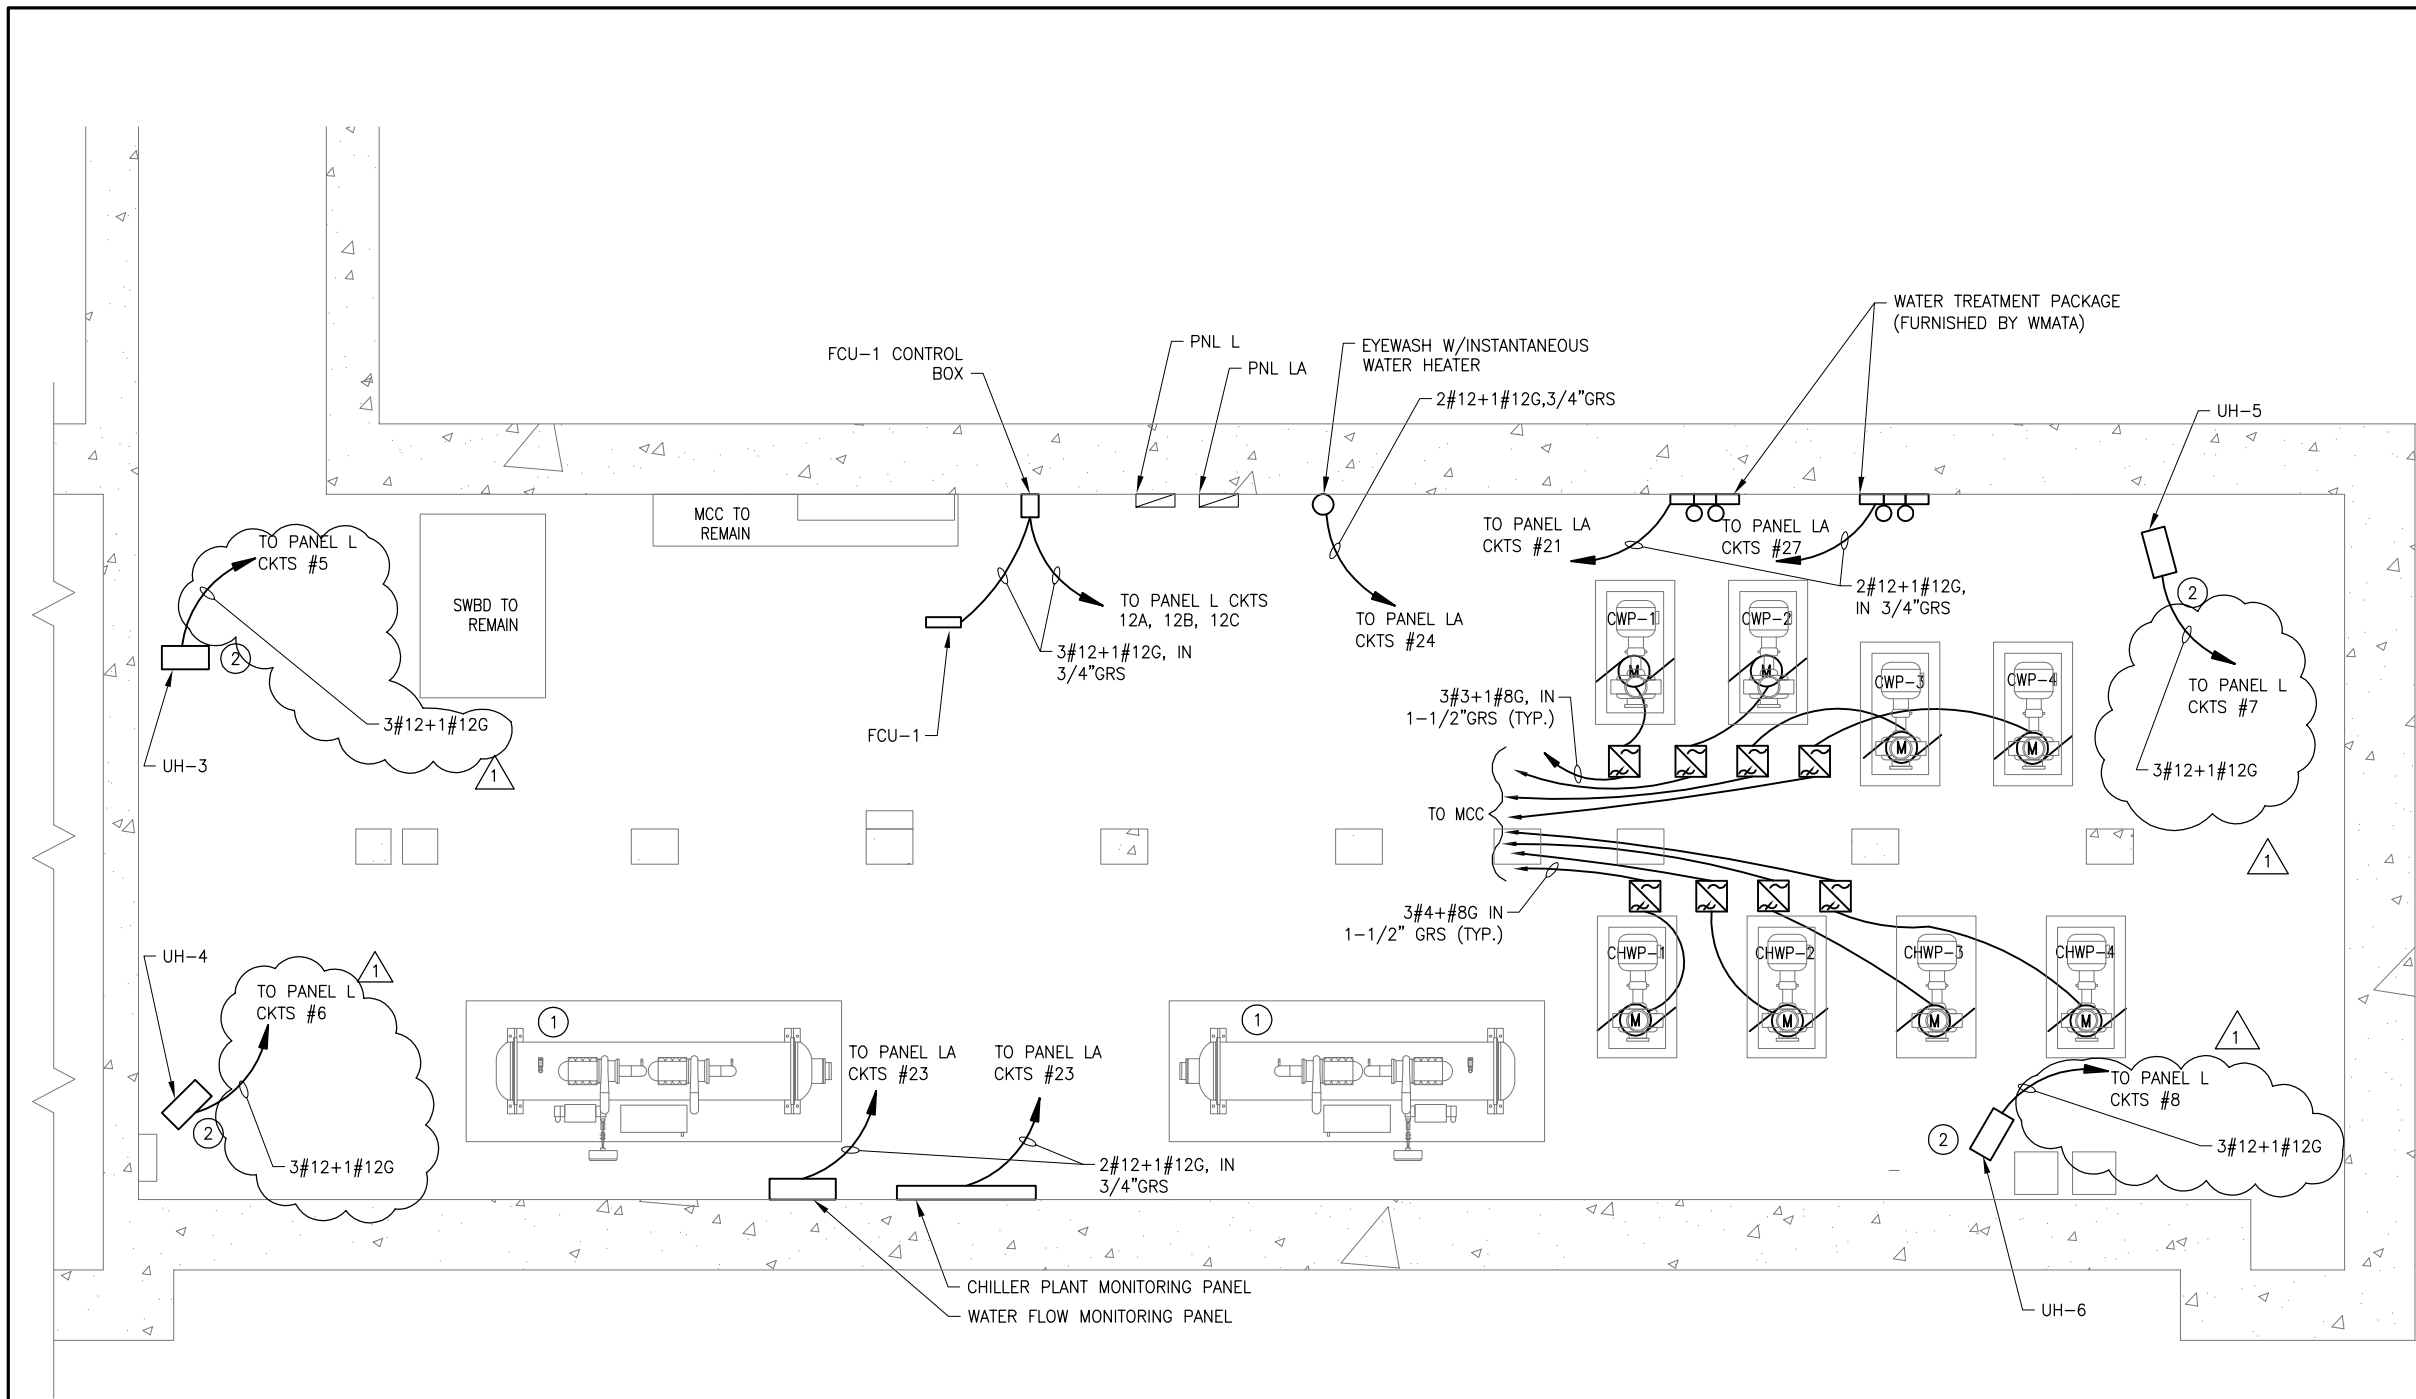 WATER TREATMENT PACKAGE
(FURNISHED BY WMATA)
FCU-1 CONTROL
BOX
PNL L
PNL LA
EYEWASH W/INSTANTANEOUS
WATER HEATER
2#12+1#12G,3/4"GRS
UH-5
MCC TO
REMAIN
TO PANEL LA
CKTS #21
TO PANEL LA
CKTS #27
TO PANEL L
CKTS #5
SWBD TO
REMAIN
2
TO PANEL L CKTS
12A, 12B, 12C
3#12+1#12G, IN
3/4"GRS
TO PANEL LA
CKTS #24
2#12+1#12G,
IN 3/4"GRS
2
CWP-1
CWP-2
CWP-3
CWP-4
M
M
M
M
3#12+1#12G
UH-3
1
FCU-1
3#3+1#8G, IN
1-1/2"GRS (TYP.)
TO PANEL L
CKTS #7
3#12+1#12G
TO MCC
1
3#4+#8G IN
1-1/2" GRS (TYP.)
CHWP-1
CHWP-2
CHWP-3
CHWP-4
M
M
M
M
UH-4
1
TO PANEL L
CKTS #6
2
3#12+1#12G
1
TO PANEL LA
CKTS #23
TO PANEL LA
CKTS #23
1
2#12+1#12G, IN
3/4"GRS
1
TO PANEL L
CKTS #8
2
3#12+1#12G
CHILLER PLANT MONITORING PANEL
WATER FLOW MONITORING PANEL
UH-6